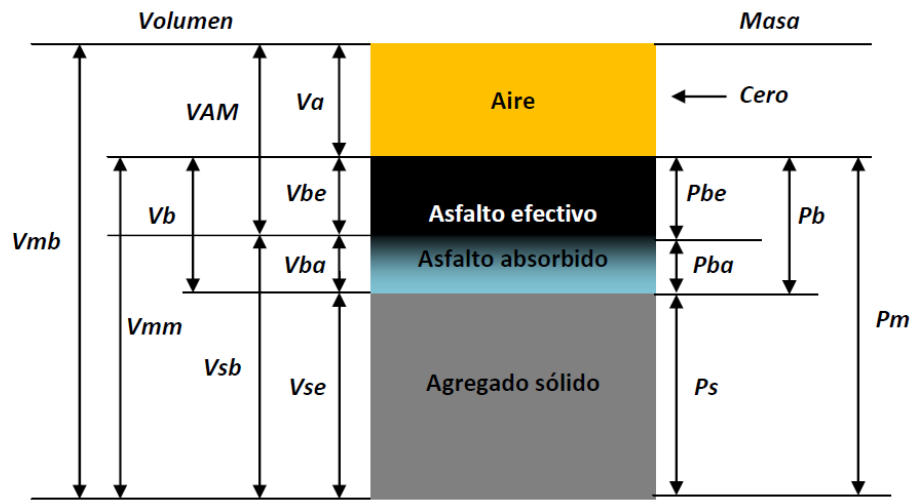 Volumen
Masa
Aire
Cero
VAM
Va
Vbe
Asfalto efectivo
Pbe
Vb
Pb
Vmb
Asfalto absorbido
Vba
Pba
Vmm
Pm
Vsb
Vse
Agregado sólido
Ps